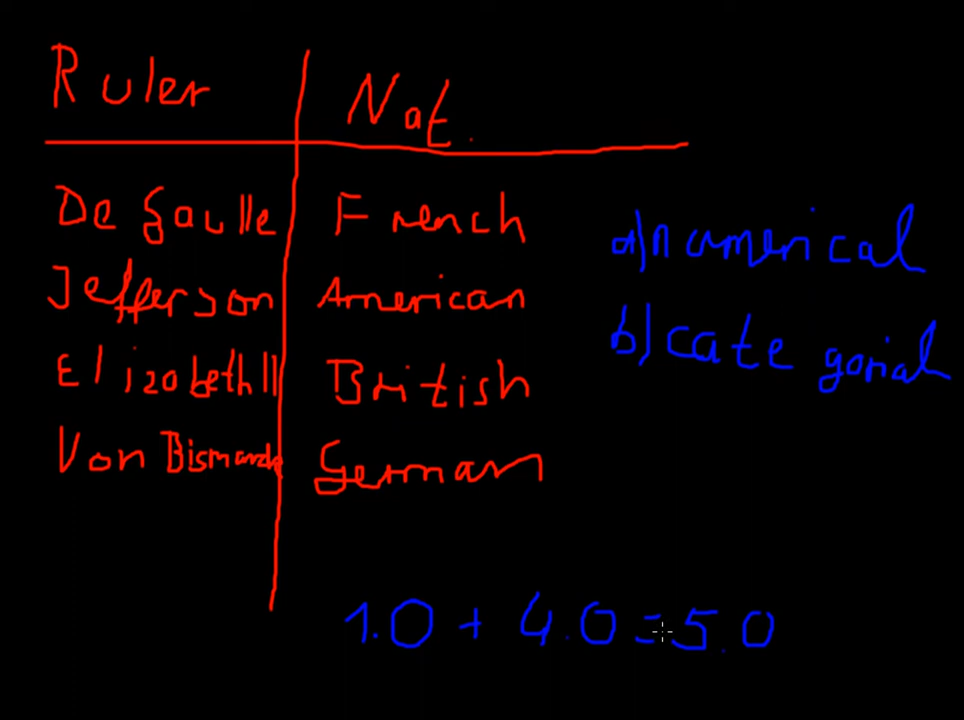 Ruler Nat.
De Gaulle French
Jefferson American
a) numerical
Elizabeth II British
b) categorial
Von Bismarck German
1.0 + 4.0 = 5.0